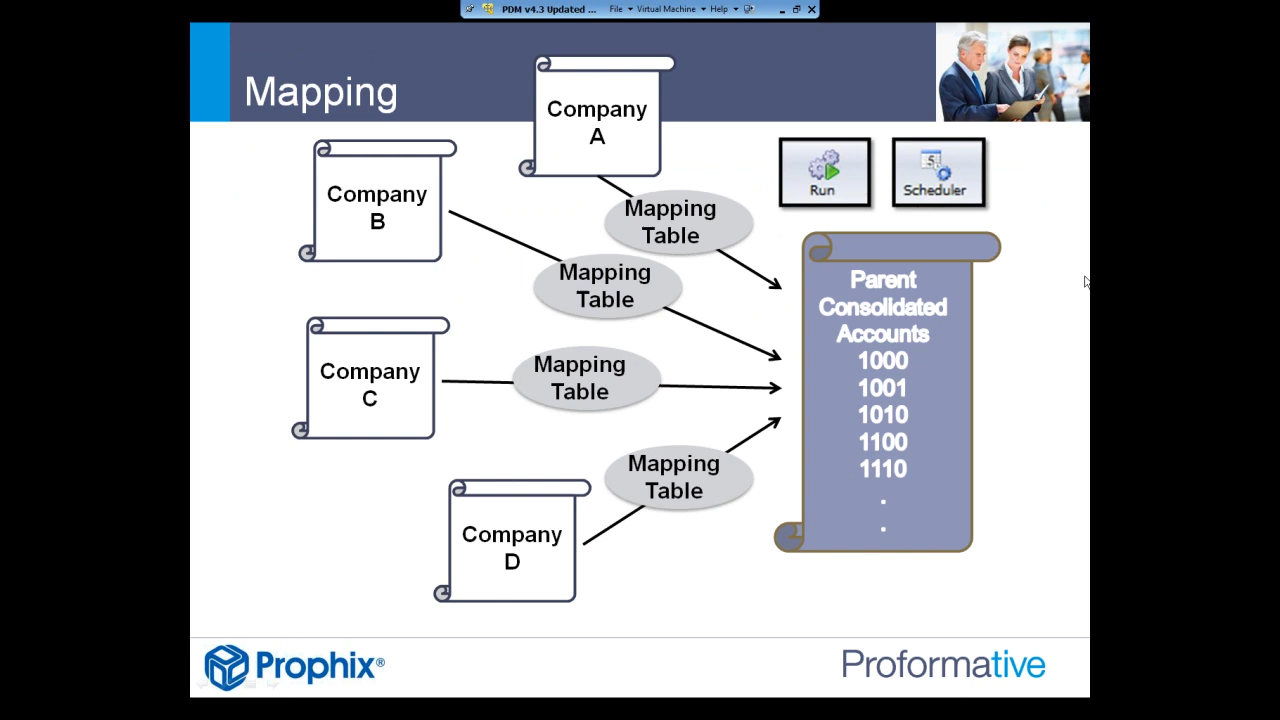 PDM v4.3 Updated ...
File
Virtual Machine
Help
Mapping
Company
A
Company
B
Mapping
Table
Run
5
Scheduler
Mapping
Table
Parent
Consolidated
Accounts
1000
1001
1010
1100
1110
.
.
Company
C
Mapping
Table
Mapping
Table
Company
D
Prophix®
Proformative